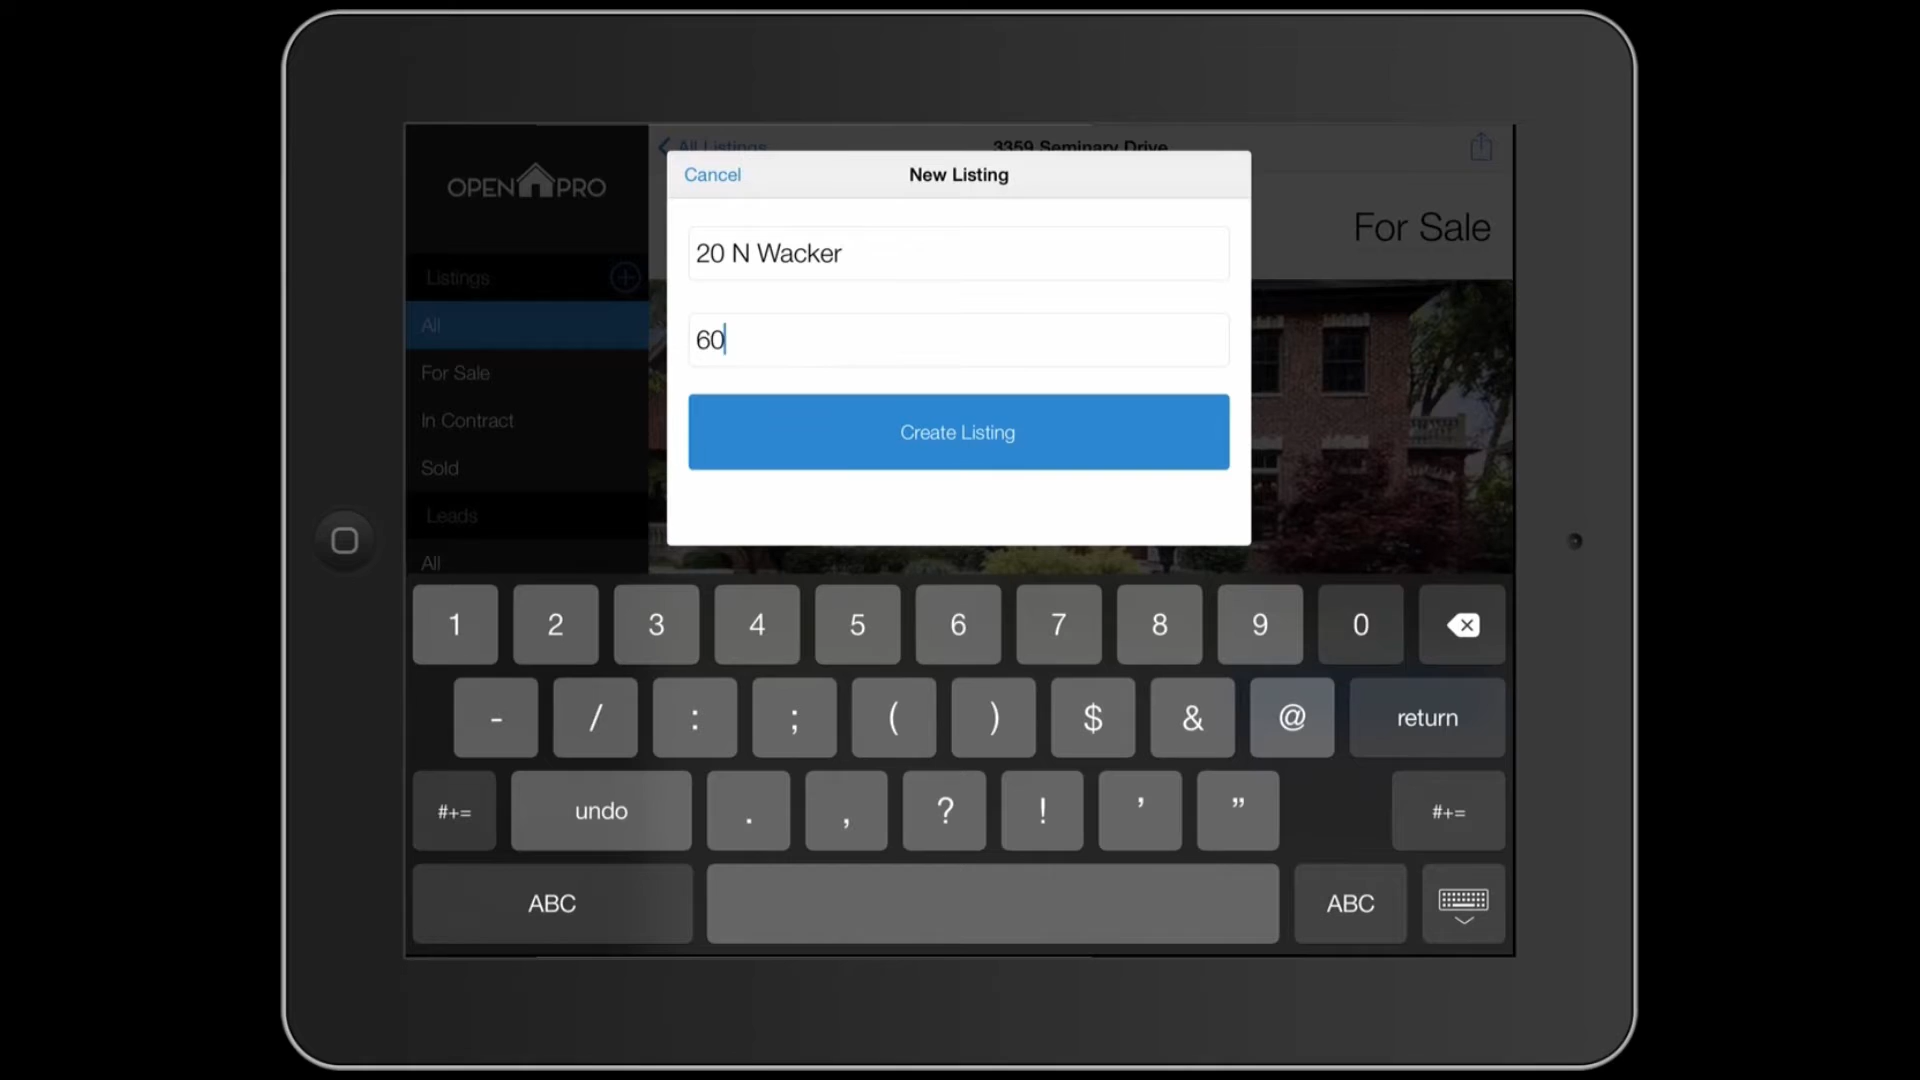 All Listings
3359 Seminary Drive
OPEN PRO
Cancel
New Listing
For Sale
20 N Wacker
Listings
All
60
For Sale
In Contract
Create Listing
Sold
Leads
All
1 2 3 4 5 6 7 8 9 0
- / : ; ( ) $ & @ return
#+= undo . , ? ! ’ ” #+=
ABC ABC